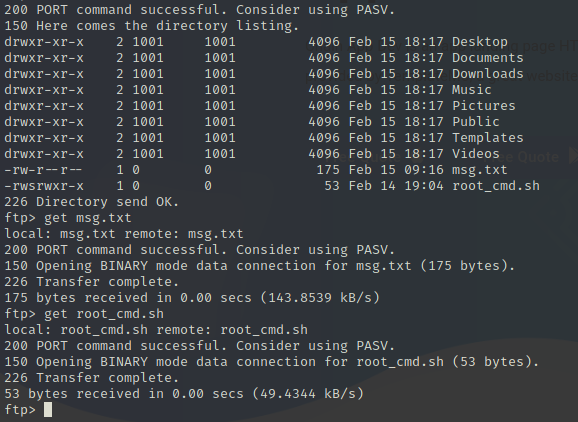 200 PORT command successful. Consider using PASV.
150 Here comes the directory listing.
drwxr-xr-x    2 1001     1001         4096 Feb 15 18:17 Desktop
drwxr-xr-x    2 1001     1001         4096 Feb 15 18:17 Documents
drwxr-xr-x    2 1001     1001         4096 Feb 15 18:17 Downloads
drwxr-xr-x    2 1001     1001         4096 Feb 15 18:17 Music
drwxr-xr-x    2 1001     1001         4096 Feb 15 18:17 Pictures
drwxr-xr-x    2 1001     1001         4096 Feb 15 18:17 Public
drwxr-xr-x    2 1001     1001         4096 Feb 15 18:17 Templates
drwxr-xr-x    2 1001     1001         4096 Feb 15 18:17 Videos
-rw-r--r--    1 0        0             175 Feb 15 09:16 msg.txt
-rwsrwxr-x    1 0        0              53 Feb 14 19:04 root_cmd.sh
226 Directory send OK.
ftp> get msg.txt
local: msg.txt remote: msg.txt
200 PORT command successful. Consider using PASV.
150 Opening BINARY mode data connection for msg.txt (175 bytes).
226 Transfer complete.
175 bytes received in 0.00 secs (143.8539 kB/s)
ftp> get root_cmd.sh
local: root_cmd.sh remote: root_cmd.sh
200 PORT command successful. Consider using PASV.
150 Opening BINARY mode data connection for root_cmd.sh (53 bytes).
226 Transfer complete.
53 bytes received in 0.00 secs (49.4344 kB/s)
ftp>